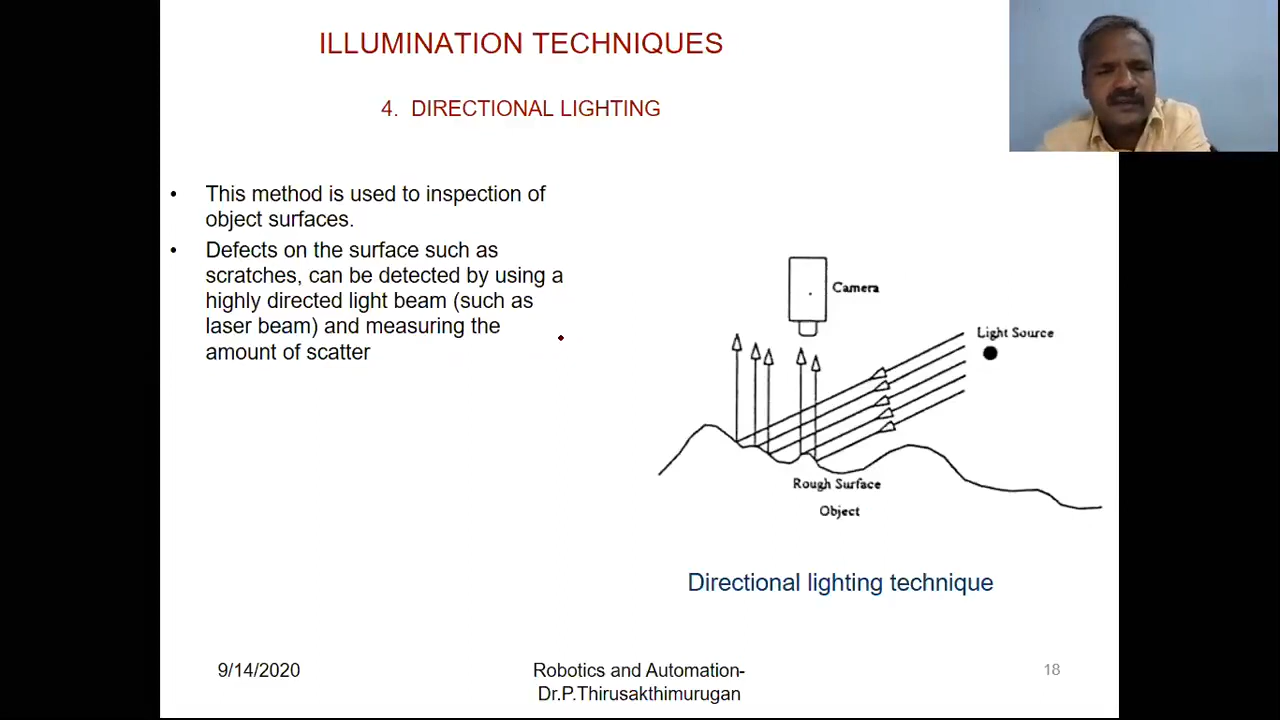 ILLUMINATION TECHNIQUES
4. DIRECTIONAL LIGHTING
• This method is used to inspection of
object surfaces.
• Defects on the surface such as
scratches, can be detected by using a
highly directed light beam (such as
laser beam) and measuring the
amount of scatter
Camera
Light Source
Rough Surface
Object
Directional lighting technique
9/14/2020
Robotics and Automation-
Dr.P.Thirusakthimurugan
18